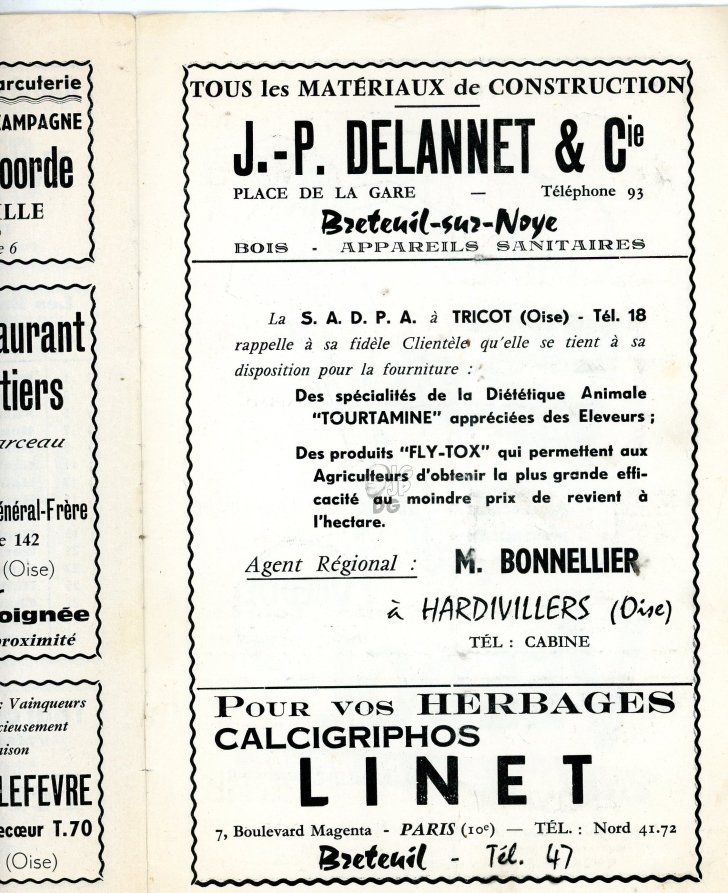 arcuterie
CAMPAGNE
oorde
ILLE
e 6
aurant
tiers
arceau
énéral-Frère
e 142
(Oise)
oignée
roximité
: Vainqueurs
cieusement
aison
LEFEVRE
ecœur T.70
(Oise)
TOUS les MATÉRIAUX de CONSTRUCTION
J.-P. DELANNET & Cie
PLACE DE LA GARE — Téléphone 93
Breteuil-sur-Noye
BOIS - APPAREILS SANITAIRES
La S. A. D. P. A. à TRICOT (Oise) - Tél. 18
rappelle à sa fidèle Clientèle qu'elle se tient à sa
disposition pour la fourniture :
Des spécialités de la Diététique Animale
"TOURTAMINE" appréciées des Eleveurs ;
Des produits "FLY-TOX" qui permettent aux
Agriculteurs d'obtenir la plus grande effi-
cacité au moindre prix de revient à
l'hectare.
Agent Régional : M. BONNELLIER
à HARDIVILLERS (Oise)
TÉL : CABINE
POUR VOS HERBAGES
CALCIGRIPHOS
LINET
7, Boulevard Magenta - PARIS (10e) — TÉL. : Nord 41.72
Breteuil - Tél. 47